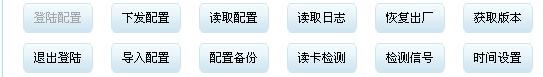 登陆配置 下发配置 读取配置 读取日志 恢复出厂 获取版本
退出登陆 导入配置 配置备份 读卡检测 检测信号 时间设置